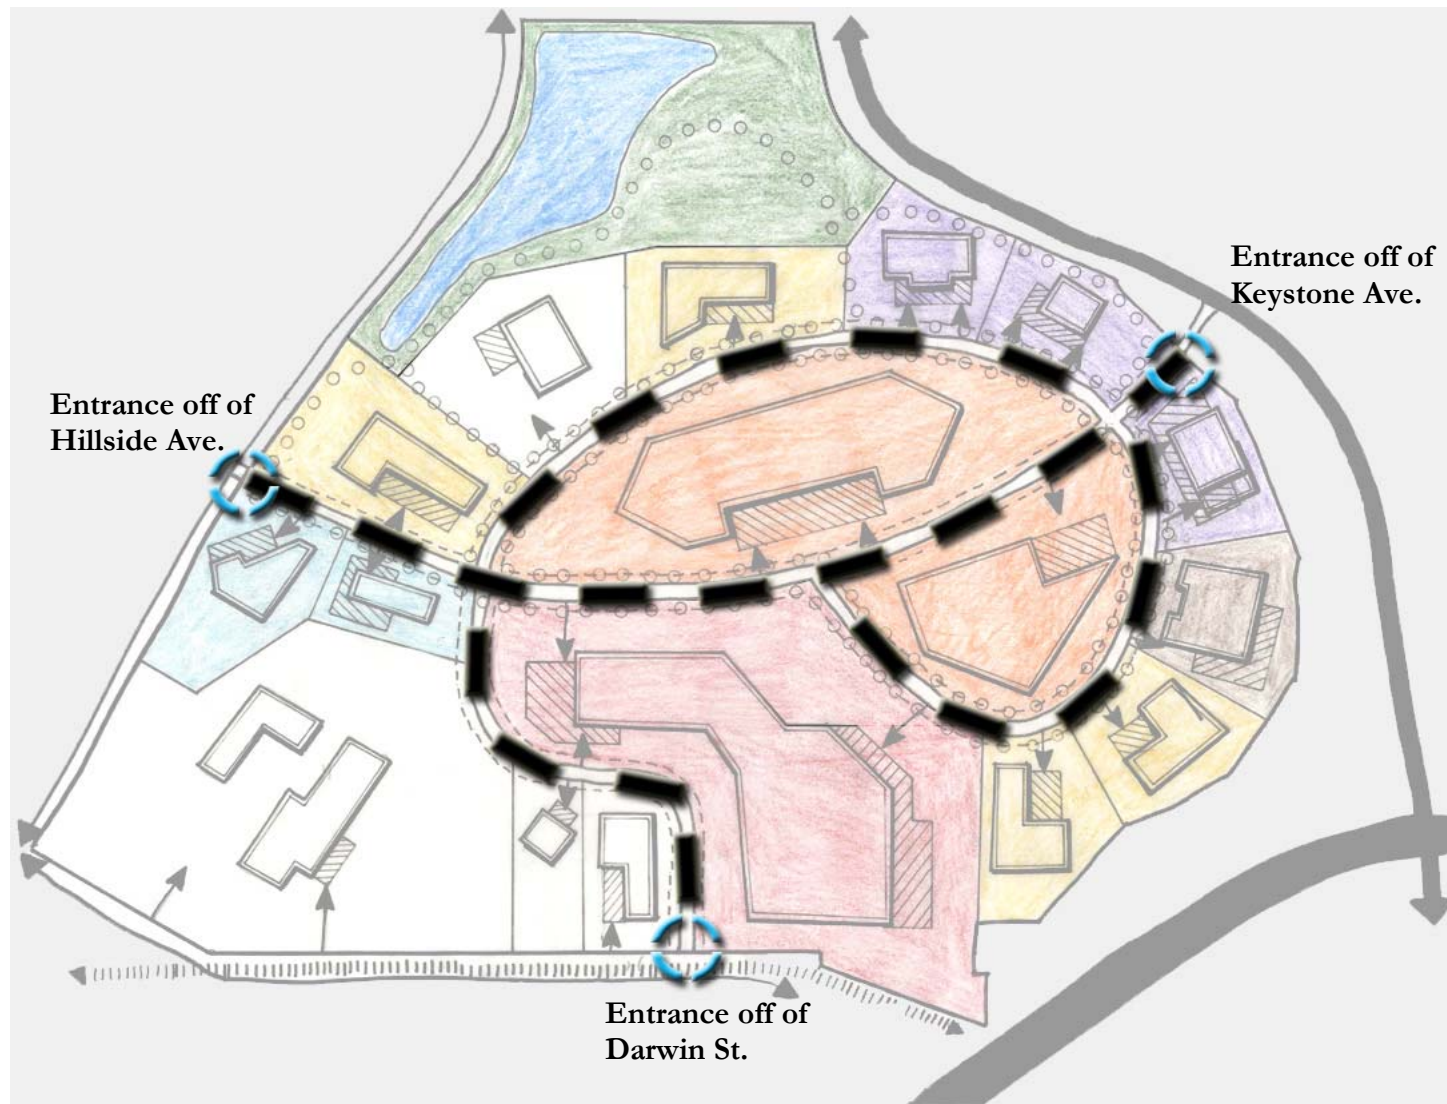 Entrance off of
Keystone Ave.
Entrance off of
Hillside Ave.
Entrance off of
Darwin St.